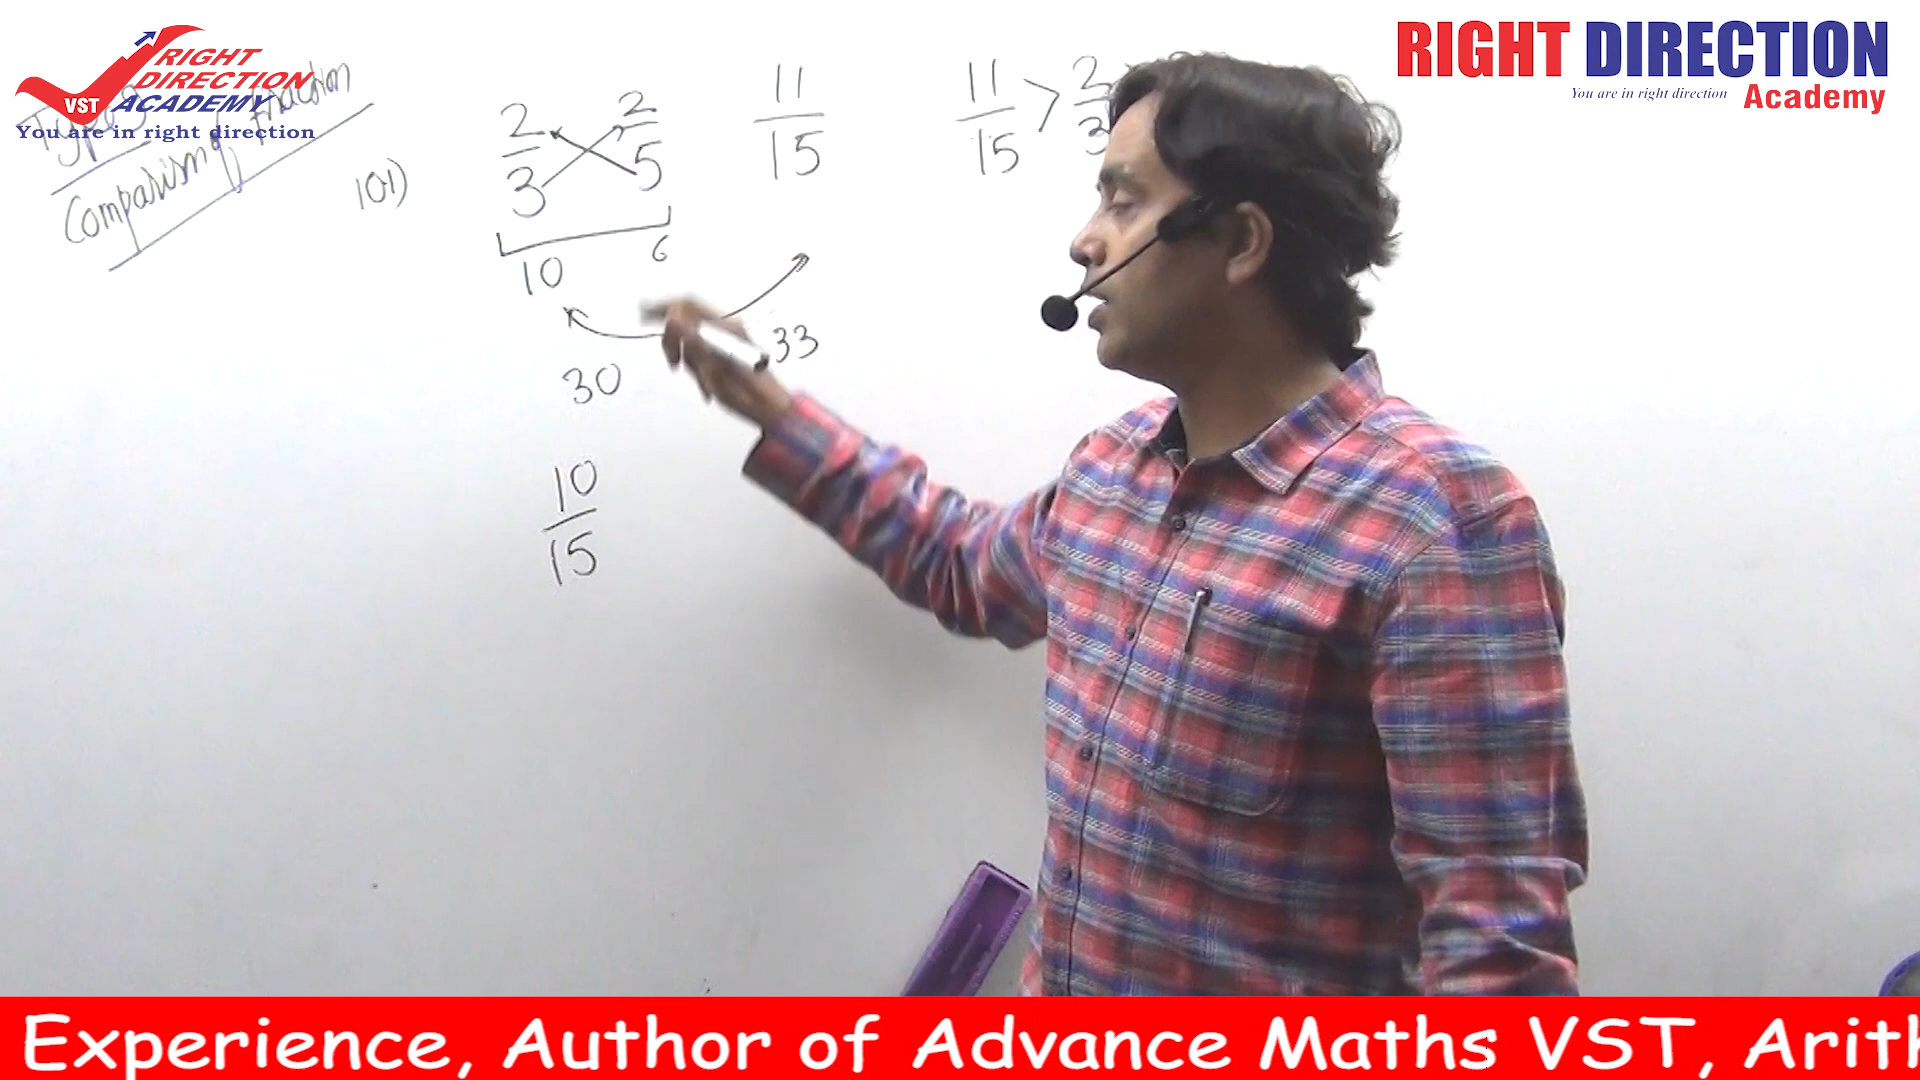 RIGHT
DIRECTION
VST ACADEMY
You are in right direction
RIGHT DIRECTION
You are in right direction
Academy
Comparism of Fraction
101)
2/3 2/5 11/15 11/15 > 2/3
10 6
30 33
10/15
Experience, Author of Advance Maths VST, Arith